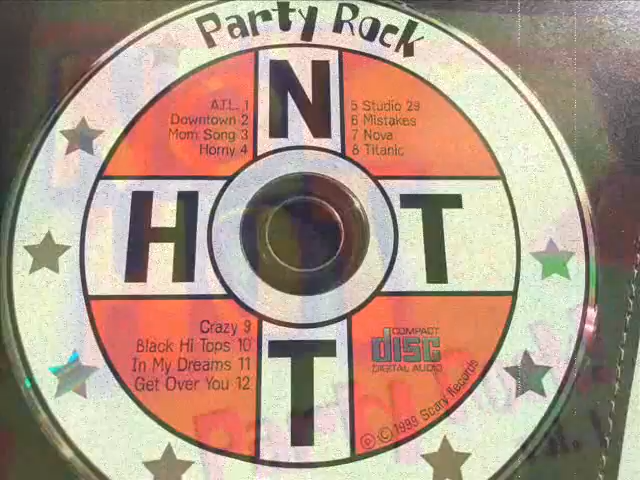 Party Rock
N
A.T.L. 1
Downtown 2
Mom Song 3
Horny 4
5 Studio 29
6 Mistakes
7 Nova
8 Titanic
H T
Crazy 9
Black Hi Tops 10
In My Dreams 11
Get Over You 12
T
COMPACT
disc
DIGITAL AUDIO
Ⓟ © 1999 Scary Records
Party